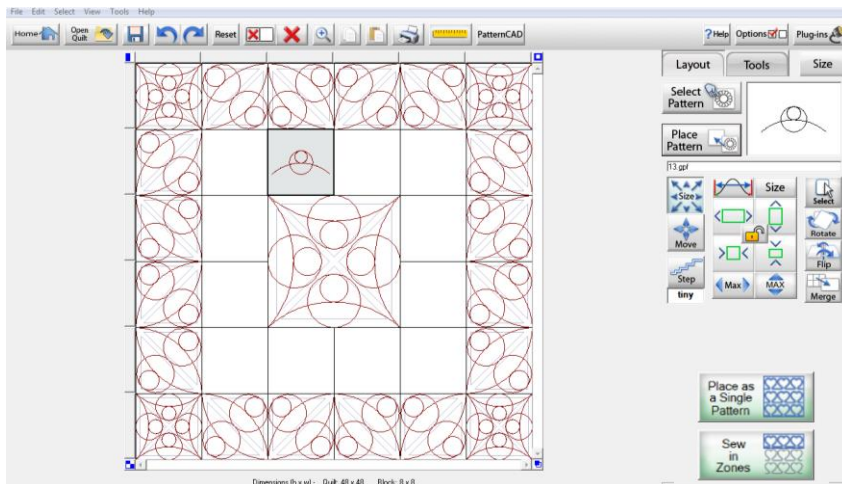 File Edit Select View Tools Help
Home Open Quilt Reset PatternCAD ?Help Options Plug-ins
Layout Tools Size
Select Pattern
Place Pattern
13.gpf
Size Size Select
Move Rotate
Step Flip
tiny Max MAX Merge
Place as a Single Pattern
Sew in Zones
Dimensions (h x w) - Quilt: 48 x 48 Block: 8 x 8